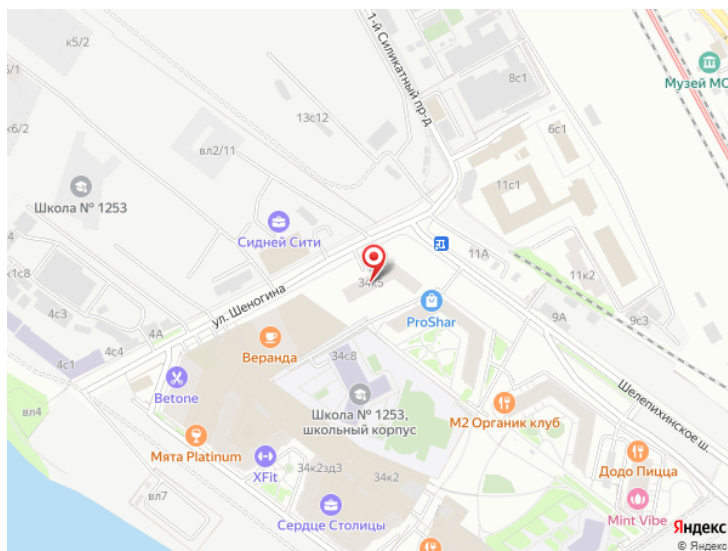 к5/2
1-й Силикатный пр-д
Музей МО
6/1
8с1
13с12
к6/2
6с1
вл2/11
11с1
Школа № 1253
Сидней Сити
11А
11к2
к1с8
34к5
ул. Шеногина
ProShar
9А
9с3
4с3
4А
Веранда
4с4
4с1
34с8
Шелепихинское ш.
Betone
Школа № 1253,
школьный корпус
вл4
М2 Органик клуб
Мята Platinum
XFit
34к2зд3
34к2
Додо Пицца
вл7
Сердце Столицы
Mint Vibe
Яндекс
© Яндекс